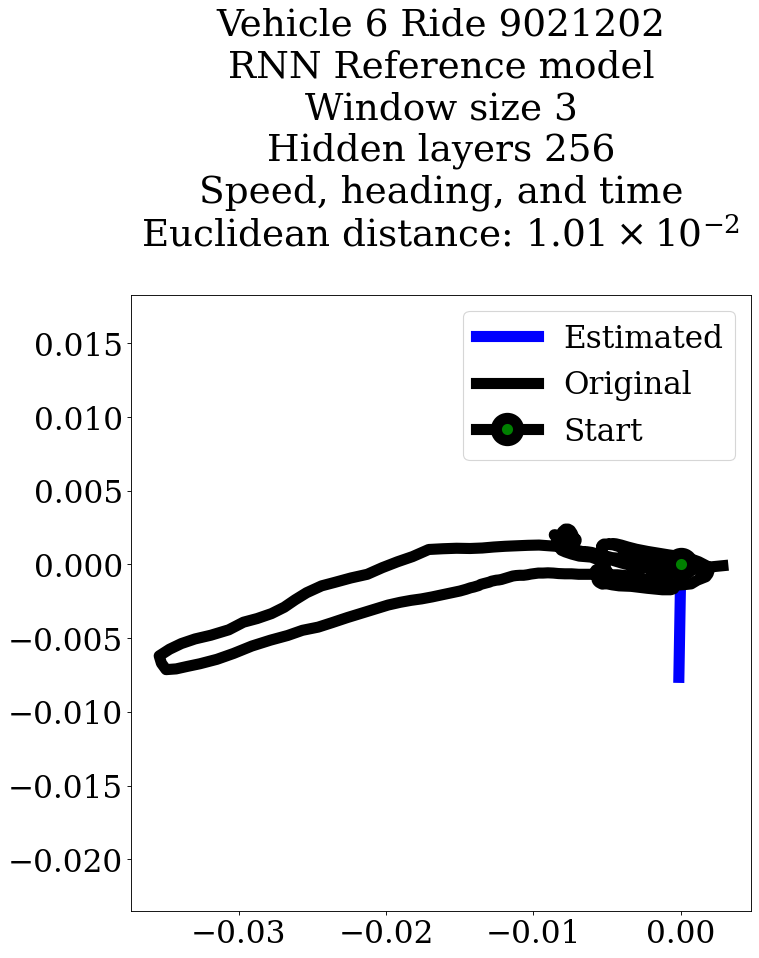 Vehicle 6 Ride 9021202
RNN Reference model
Window size 3
Hidden layers 256
Speed, heading, and time
Euclidean distance: 1.01 × 10⁻²
Estimated
Original
Start
0.015
0.010
0.005
0.000
−0.005
−0.010
−0.015
−0.020
−0.03 −0.02 −0.01 0.00